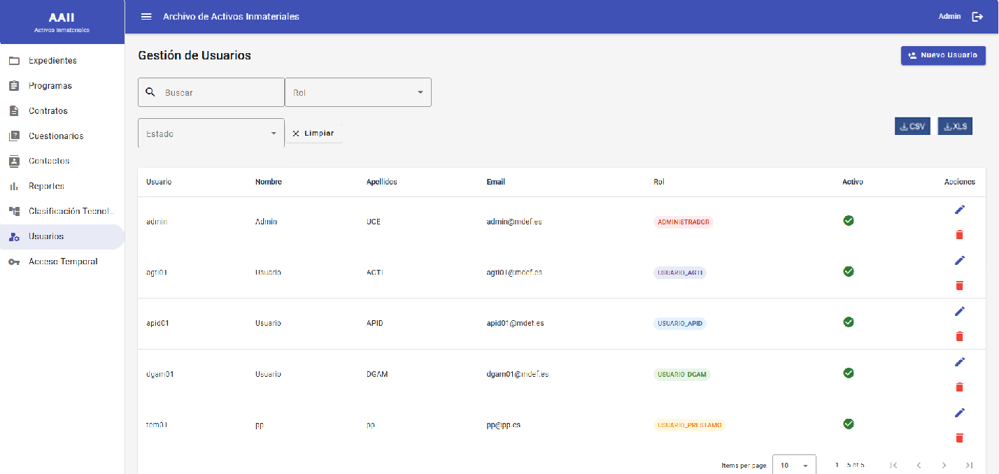 AAII
Activos Inmateriales
Archivo de Activos Inmateriales
Admin
Expedientes
Programas
Contratos
Cuestionarios
Contactos
Reportes
Clasificación Tecnol...
Usuarios
Acceso Temporal
Gestión de Usuarios
Nuevo Usuario
Buscar
Rol
Estado
Limpiar
CSV
XLS
Usuario Nombre Apellidos Email Rol Activo Acciones
admin Admin UCE admin@mdef.es ADMINISTRADOR
agti01 Usuario AGTI agti01@mdef.es USUARIO_AGTI
apid01 Usuario APID apid01@mdef.es USUARIO_APID
dgam01 Usuario DGAM dgam01@mdef.es USUARIO_DGAM
tem01 pp pp pp@pp.es USUARIO_PRESTAMO
Items per page: 10 1 – 5 of 5